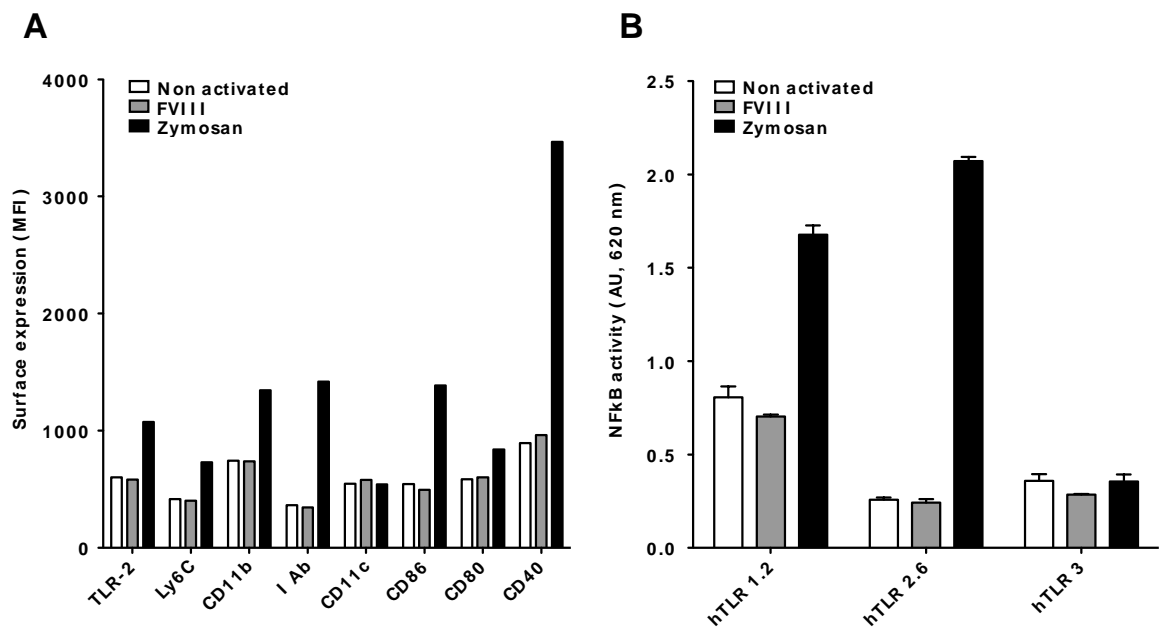 A
Surface expression (MFI)
4000
3000
2000
1000
0
Non activated
FVIII
Zymosan
TLR-2
Ly6C
CD11b
I Ab
CD11c
CD86
CD80
CD40
B
NFkB activity (AU, 620 nm)
2.5
2.0
1.5
1.0
0.5
0.0
Non activated
FVIII
Zymosan
hTLR 1.2
hTLR 2.6
hTLR 3